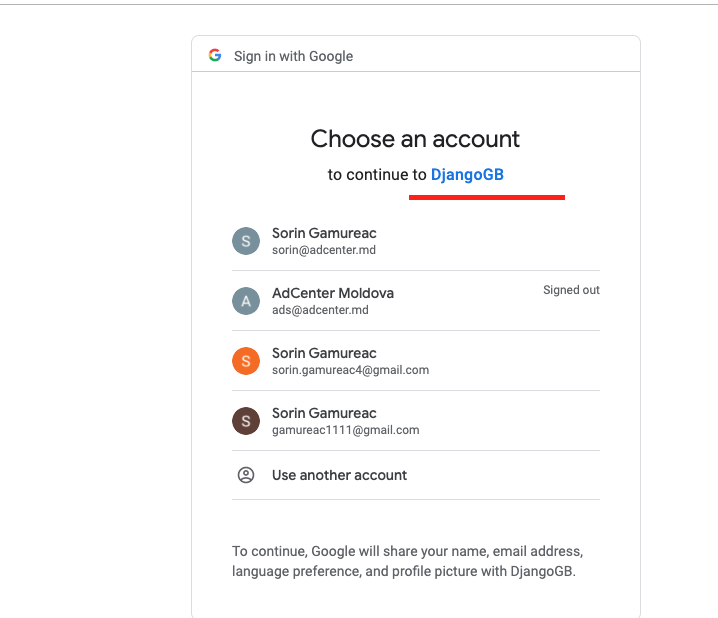 Sign in with Google
Choose an account
to continue to DjangoGB
S
Sorin Gamureac
sorin@adcenter.md
A
AdCenter Moldova
ads@adcenter.md
Signed out
S
Sorin Gamureac
sorin.gamureac4@gmail.com
S
Sorin Gamureac
gamureac1111@gmail.com
Use another account
To continue, Google will share your name, email address,
language preference, and profile picture with DjangoGB.